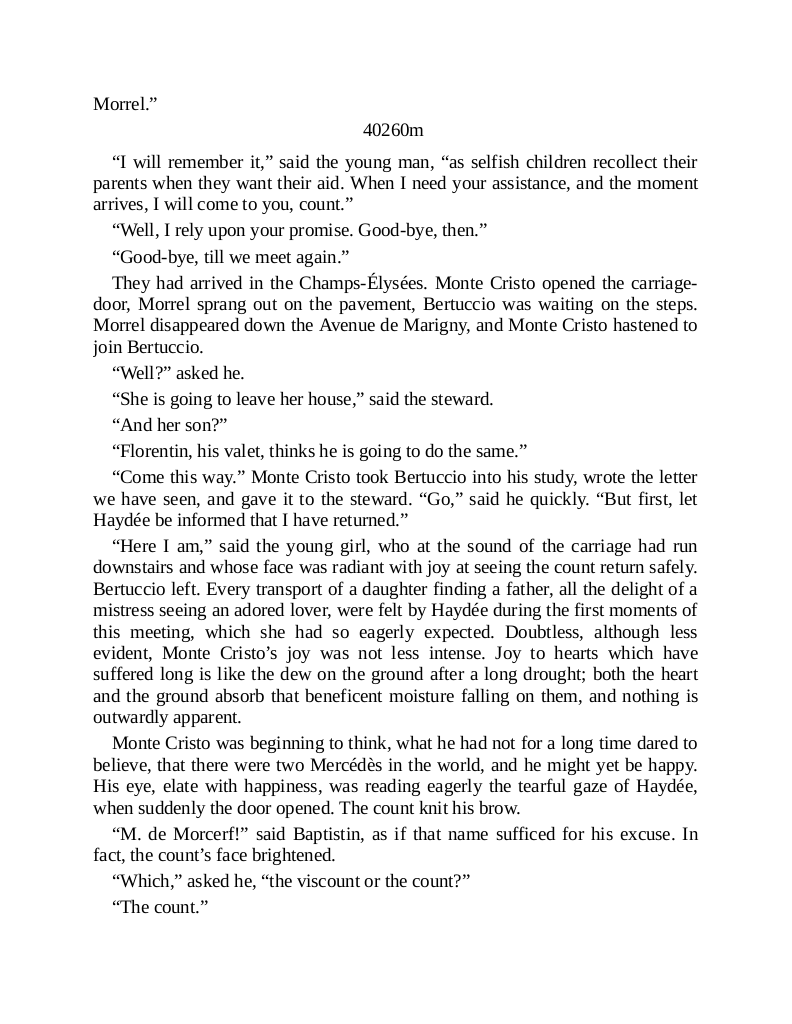 Morrel.”
40260m
“I will remember it,” said the young man, “as selfish children recollect their
parents when they want their aid. When I need your assistance, and the moment
arrives, I will come to you, count.”
“Well, I rely upon your promise. Good-bye, then.”
“Good-bye, till we meet again.”
They had arrived in the Champs-Élysées. Monte Cristo opened the carriage-
door, Morrel sprang out on the pavement, Bertuccio was waiting on the steps.
Morrel disappeared down the Avenue de Marigny, and Monte Cristo hastened to
join Bertuccio.
“Well?” asked he.
“She is going to leave her house,” said the steward.
“And her son?”
“Florentin, his valet, thinks he is going to do the same.”
“Come this way.” Monte Cristo took Bertuccio into his study, wrote the letter
we have seen, and gave it to the steward. “Go,” said he quickly. “But first, let
Haydée be informed that I have returned.”
“Here I am,” said the young girl, who at the sound of the carriage had run
downstairs and whose face was radiant with joy at seeing the count return safely.
Bertuccio left. Every transport of a daughter finding a father, all the delight of a
mistress seeing an adored lover, were felt by Haydée during the first moments of
this meeting, which she had so eagerly expected. Doubtless, although less
evident, Monte Cristo’s joy was not less intense. Joy to hearts which have
suffered long is like the dew on the ground after a long drought; both the heart
and the ground absorb that beneficent moisture falling on them, and nothing is
outwardly apparent.
Monte Cristo was beginning to think, what he had not for a long time dared to
believe, that there were two Mercédès in the world, and he might yet be happy.
His eye, elate with happiness, was reading eagerly the tearful gaze of Haydée,
when suddenly the door opened. The count knit his brow.
“M. de Morcerf!” said Baptistin, as if that name sufficed for his excuse. In
fact, the count’s face brightened.
“Which,” asked he, “the viscount or the count?”
“The count.”